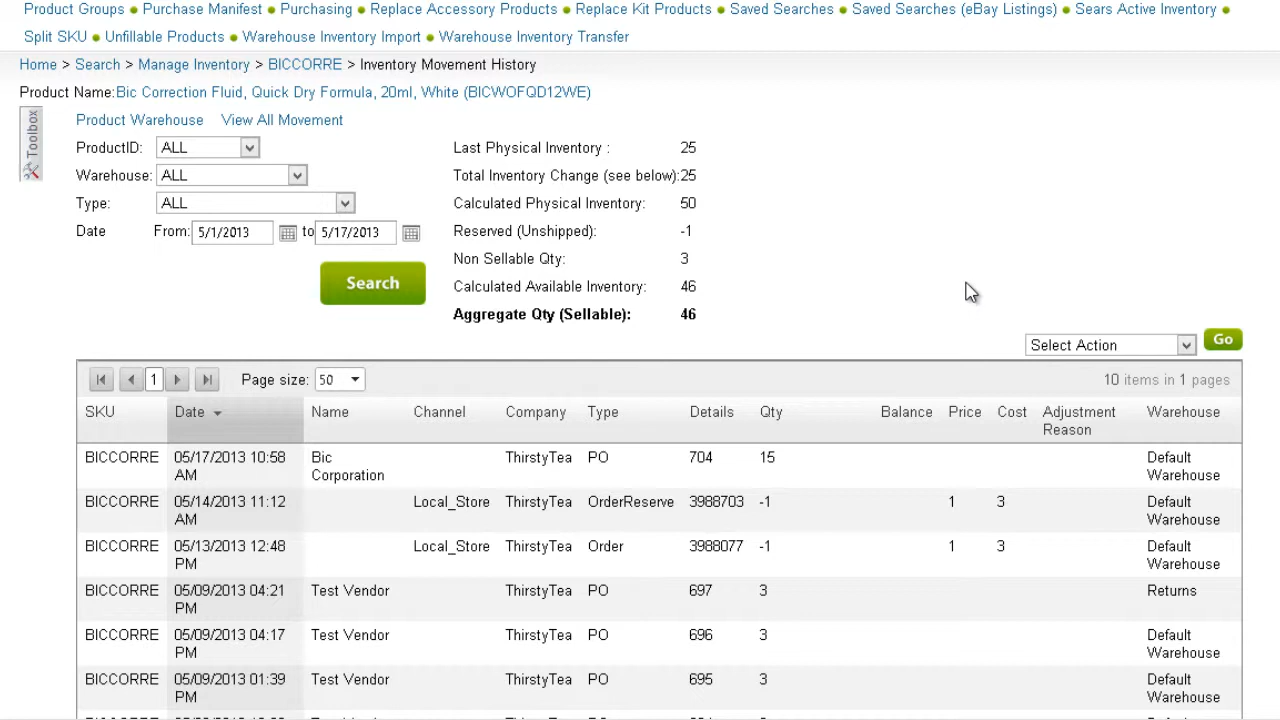 Product Groups ● Purchase Manifest ● Purchasing ● Replace Accessory Products ● Replace Kit Products ● Saved Searches ● Saved Searches (eBay Listings) ● Sears Active Inventory ●
Split SKU ● Unfillable Products ● Warehouse Inventory Import ● Warehouse Inventory Transfer
Home > Search > Manage Inventory > BICCORRE > Inventory Movement History
Product Name:Bic Correction Fluid, Quick Dry Formula, 20ml, White (BICWOFQD12WE)
Toolbox
Product Warehouse View All Movement
ProductID: ALL
Warehouse: ALL
Type: ALL
Date From: 5/1/2013 to 5/17/2013
Search
Last Physical Inventory : 25
Total Inventory Change (see below):25
Calculated Physical Inventory: 50
Reserved (Unshipped): -1
Non Sellable Qty: 3
Calculated Available Inventory: 46
Aggregate Qty (Sellable): 46
Select Action Go
1 Page size: 50 10 items in 1 pages
SKU Date Name Channel Company Type Details Qty Balance Price Cost Adjustment Reason Warehouse
BICCORRE 05/17/2013 10:58 AM Bic Corporation ThirstyTea PO 704 15 Default Warehouse
BICCORRE 05/14/2013 11:12 AM Local_Store ThirstyTea OrderReserve 3988703 -1 1 3 Default Warehouse
BICCORRE 05/13/2013 12:48 PM Local_Store ThirstyTea Order 3988077 -1 1 3 Default Warehouse
BICCORRE 05/09/2013 04:21 PM Test Vendor ThirstyTea PO 697 3 Returns
BICCORRE 05/09/2013 04:17 PM Test Vendor ThirstyTea PO 696 3 Default Warehouse
BICCORRE 05/09/2013 01:39 PM Test Vendor ThirstyTea PO 695 3 Default Warehouse